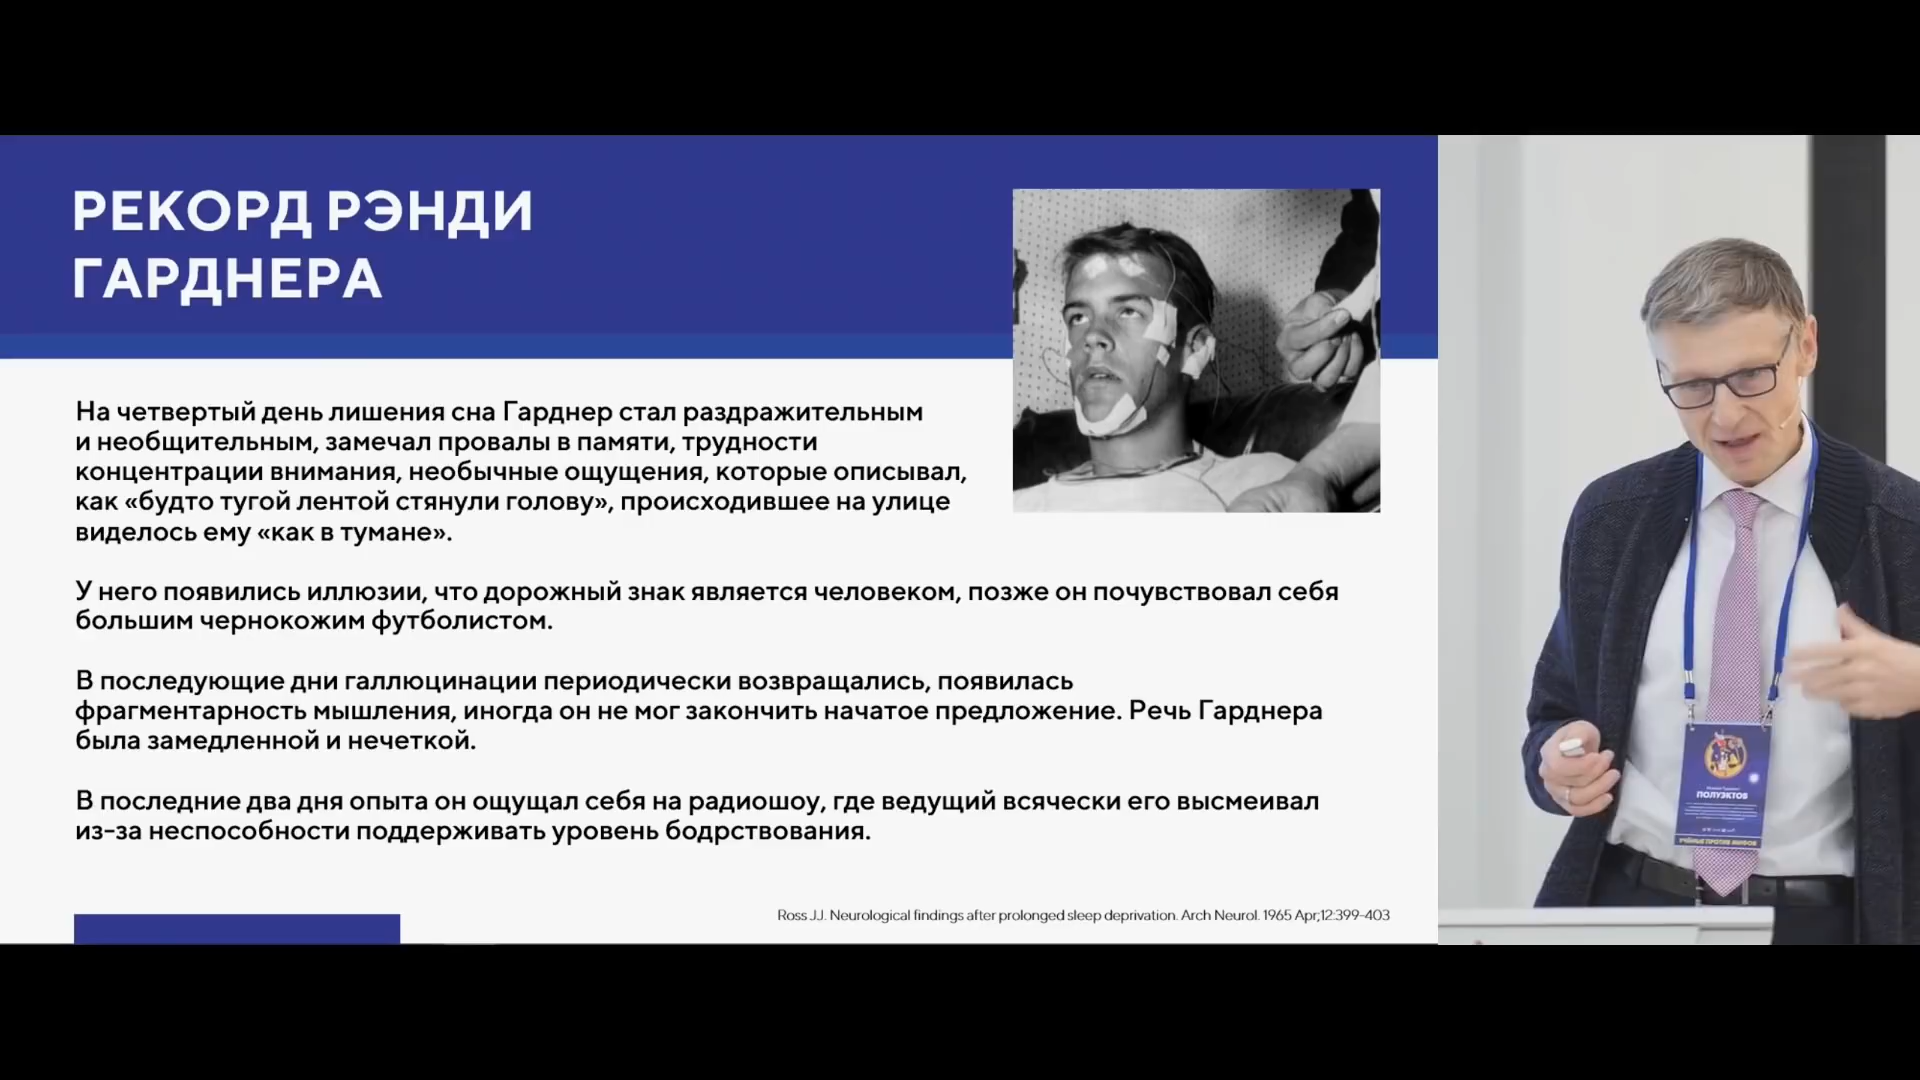 РЕКОРД РЭНДИ
ГАРДНЕРА
На четвертый день лишения сна Гарднер стал раздражительным
и необщительным, замечал провалы в памяти, трудности
концентрации внимания, необычные ощущения, которые описывал,
как «будто тугой лентой стянули голову», происходившее на улице
виделось ему «как в тумане».
У него появились иллюзии, что дорожный знак является человеком, позже он почувствовал себя
большим чернокожим футболистом.
В последующие дни галлюцинации периодически возвращались, появилась
фрагментарность мышления, иногда он не мог закончить начатое предложение. Речь Гарднера
была замедленной и нечеткой.
В последние два дня опыта он ощущал себя на радиошоу, где ведущий всячески его высмеивал
из-за неспособности поддерживать уровень бодрствования.
Ross J.J. Neurological findings after prolonged sleep deprivation. Arch Neurol. 1965 Apr;12:399-403
ПОЛУЭКТОВ
УЧЁНЫЕ ПРОТИВ МИФОВ